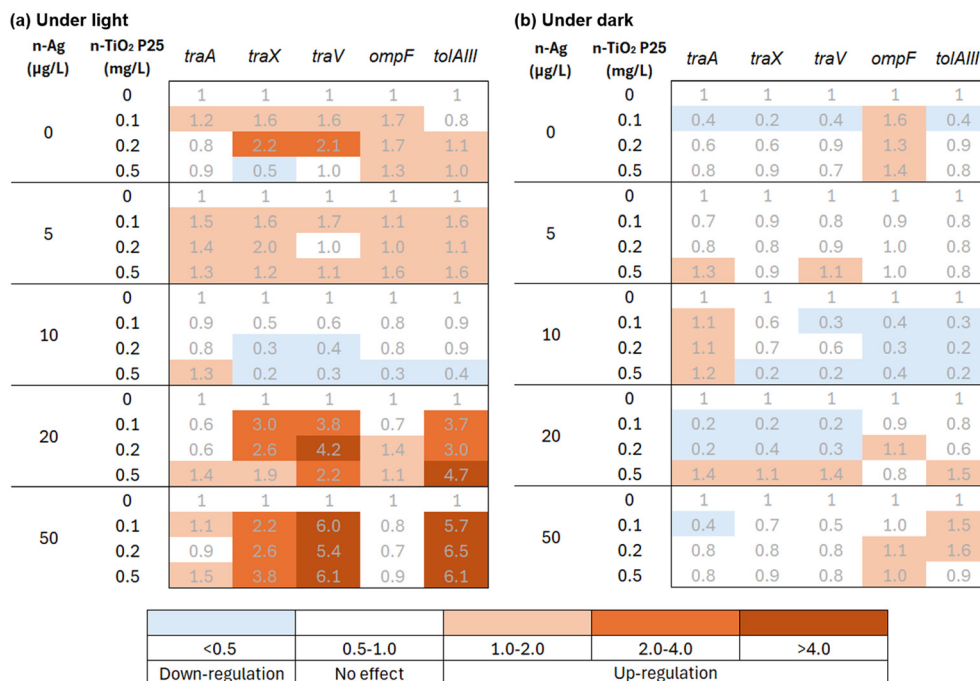 (a) Under light
n-Ag n-TiO₂ P25 traA traX traV ompF tolAIII
(µg/L) (mg/L)
0 1 1 1 1 1
0.1 1.2 1.6 1.6 1.7 0.8
0
0.2 0.8 2.2 2.1 1.7 1.1
0.5 0.9 0.5 1.0 1.3 1.0
0 1 1 1 1 1
0.1 1.5 1.6 1.7 1.1 1.6
5
0.2 1.4 2.0 1.0 1.0 1.1
0.5 1.3 1.2 1.1 1.6 1.6
0 1 1 1 1 1
0.1 0.9 0.5 0.6 0.8 0.9
10
0.2 0.8 0.3 0.4 0.8 0.9
0.5 1.3 0.2 0.3 0.3 0.4
0 1 1 1 1 1
0.1 0.6 3.0 3.8 0.7 3.7
20
0.2 0.6 2.6 4.2 1.4 3.0
0.5 1.4 1.9 2.2 1.1 4.7
0 1 1 1 1 1
0.1 1.1 2.2 6.0 0.8 5.7
50
0.2 0.9 2.6 5.4 0.7 6.5
0.5 1.5 3.8 6.1 0.9 6.1
(b) Under dark
n-Ag n-TiO₂ P25 traA traX traV ompF tolAIII
(µg/L) (mg/L)
0 1 1 1 1 1
0.1 0.4 0.2 0.4 1.6 0.4
0
0.2 0.6 0.6 0.9 1.3 0.9
0.5 0.8 0.9 0.7 1.4 0.8
0 1 1 1 1 1
0.1 0.7 0.9 0.8 0.9 0.8
5
0.2 0.8 0.8 0.9 1.0 0.8
0.5 1.3 0.9 1.1 1.0 0.8
0 1 1 1 1 1
0.1 1.1 0.6 0.3 0.4 0.3
10
0.2 1.1 0.7 0.6 0.3 0.2
0.5 1.2 0.2 0.2 0.4 0.2
0 1 1 1 1 1
0.1 0.2 0.2 0.2 0.9 0.8
20
0.2 0.2 0.4 0.3 1.1 0.6
0.5 1.4 1.1 1.4 0.8 1.5
0 1 1 1 1 1
0.1 0.4 0.7 0.5 1.0 1.5
50
0.2 0.8 0.8 0.8 1.1 1.6
0.5 0.8 0.9 0.8 1.0 0.9
<0.5 0.5-1.0 1.0-2.0 2.0-4.0 >4.0
Down-regulation No effect Up-regulation